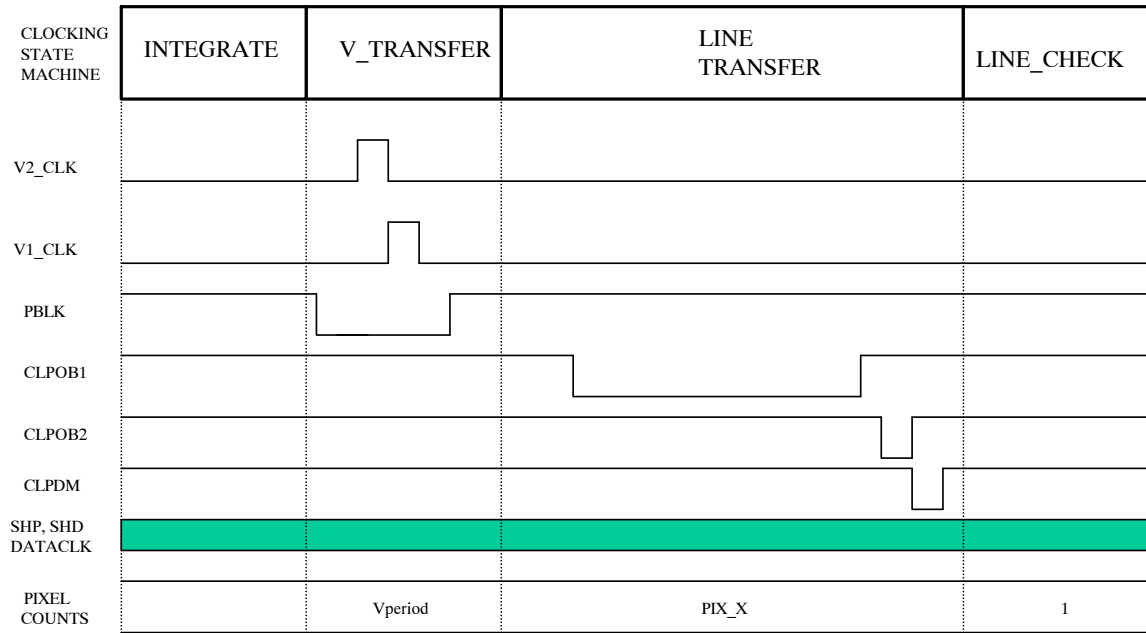 CLOCKING
STATE
MACHINE
INTEGRATE
V_TRANSFER
LINE
TRANSFER
LINE_CHECK
V2_CLK
V1_CLK
PBLK
CLPOB1
CLPOB2
CLPDM
SHP, SHD
DATACLK
PIXEL
COUNTS
Vperiod
PIX_X
1